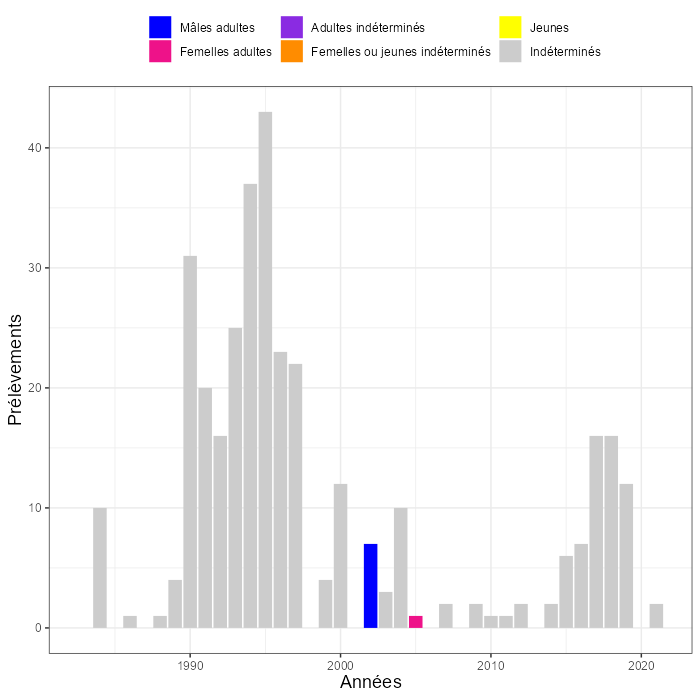 Mâles adultes Adultes indéterminés Jeunes
Femelles adultes Femelles ou jeunes indéterminés Indéterminés
Prélèvements
40
30
20
10
0
1990 2000 2010 2020
Années